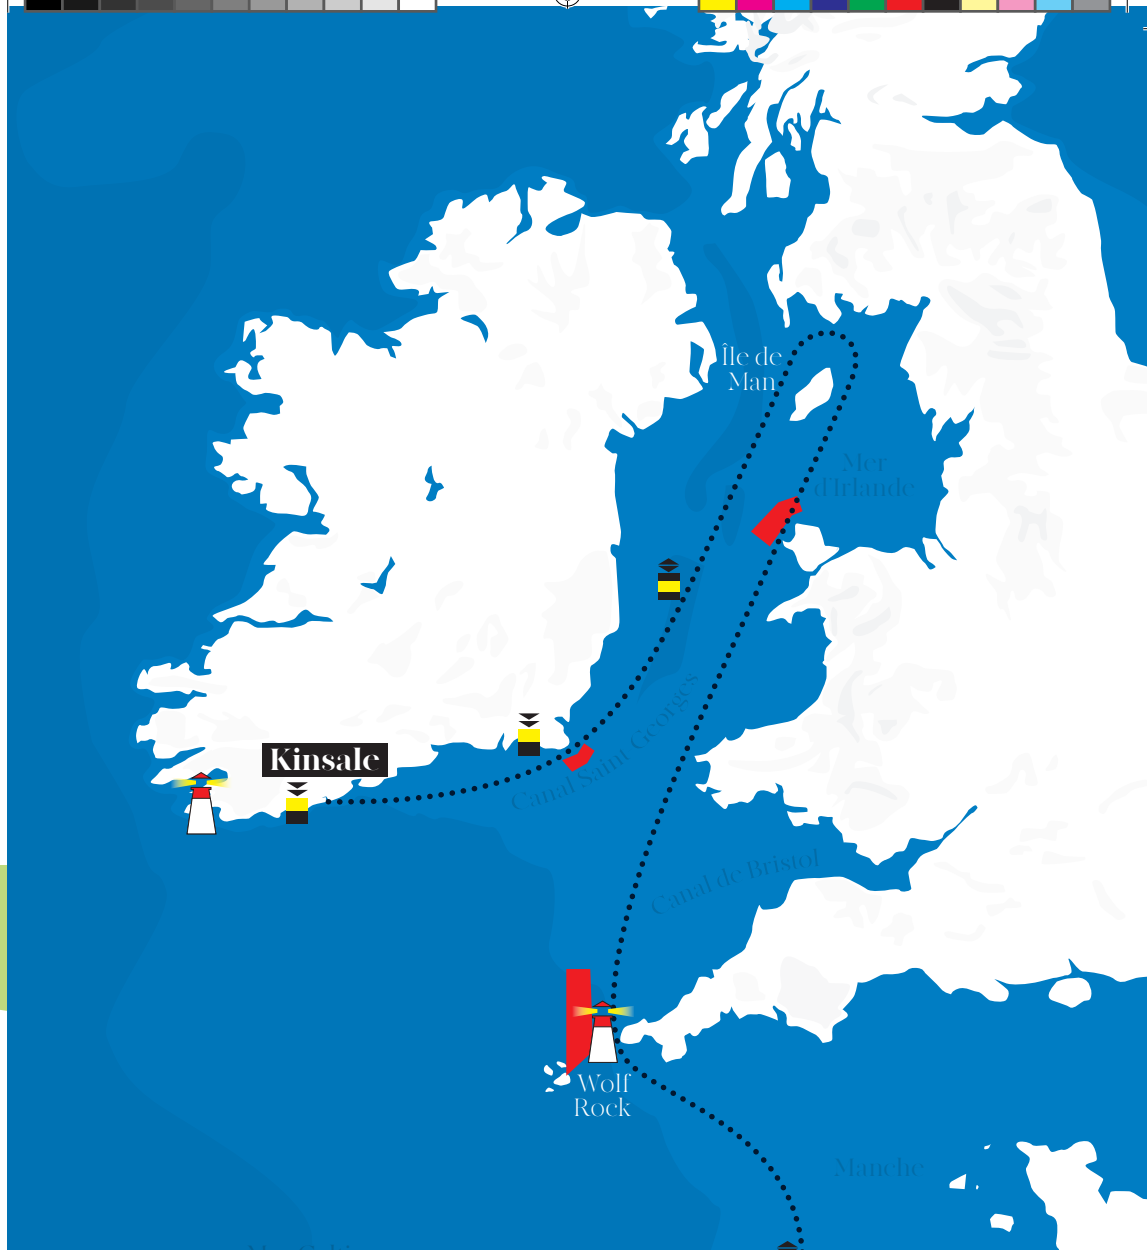 Île de
Man
Mer
d'Irlande
Kinsale
Canal Saint Georges
Canal de Bristol
Wolf
Rock
Manche